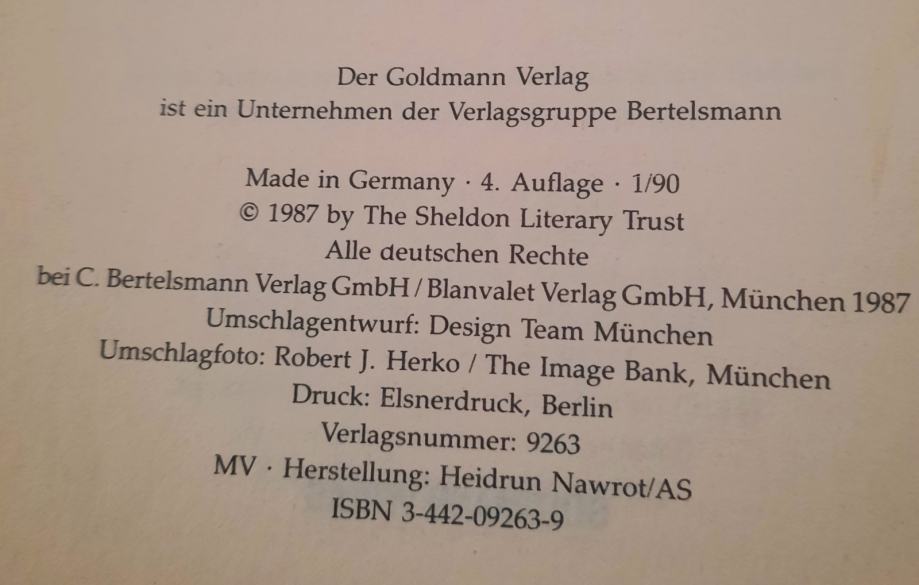 Der Goldmann Verlag
ist ein Unternehmen der Verlagsgruppe Bertelsmann
Made in Germany · 4. Auflage · 1/90
© 1987 by The Sheldon Literary Trust
Alle deutschen Rechte
bei C. Bertelsmann Verlag GmbH / Blanvalet Verlag GmbH, München 1987
Umschlagentwurf: Design Team München
Umschlagfoto: Robert J. Herko / The Image Bank, München
Druck: Elsnerdruck, Berlin
Verlagsnummer: 9263
MV · Herstellung: Heidrun Nawrot/AS
ISBN 3-442-09263-9